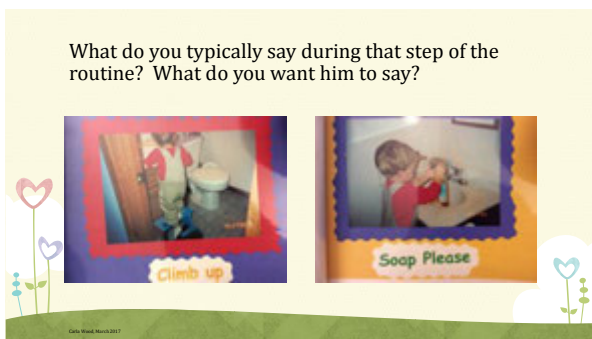 What do you typically say during that step of the
routine?  What do you want him to say?
Climb up
Soap Please
Carla Wood, March 2017